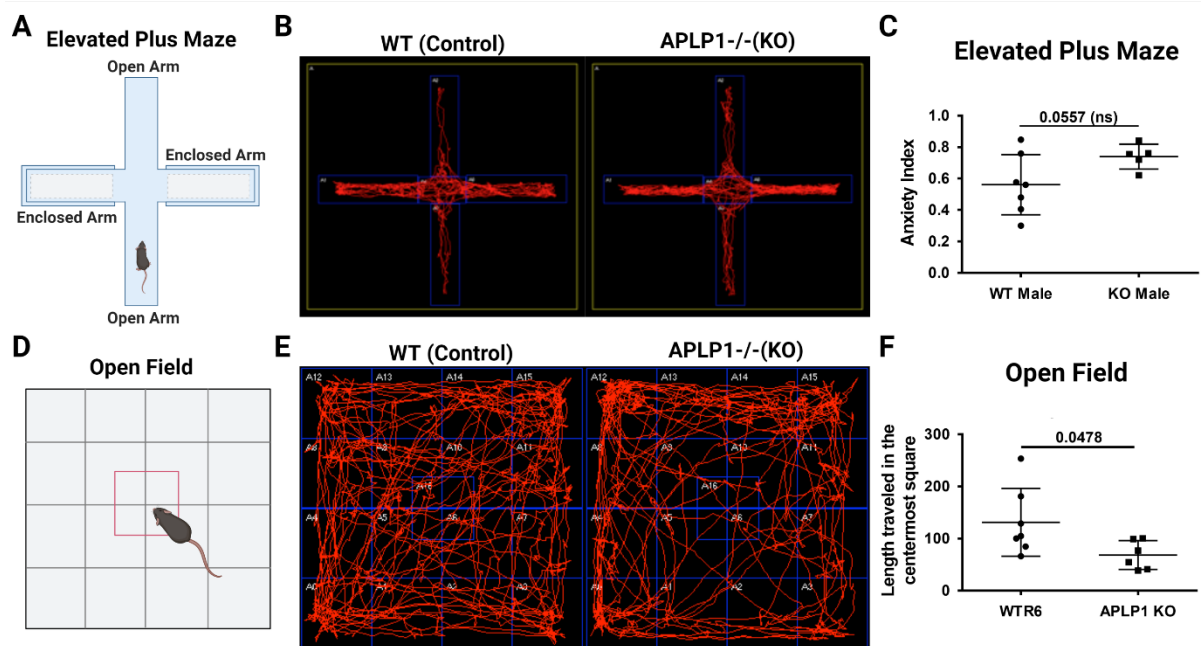 A
Elevated Plus Maze
Open Arm
Enclosed Arm
Enclosed Arm
Open Arm
B
WT (Control)
APLP1-/-(KO)
C
Elevated Plus Maze
0.0557 (ns)
Anxiety Index
1.0
0.8
0.6
0.4
0.2
0.0
WT Male
KO Male
D
Open Field
E
WT (Control)
APLP1-/-(KO)
A12
A13
A14
A15
A8
A9
A10
A11
A16
A4
A5
A6
A7
A0
A1
A2
A3
A12
A13
A14
A15
A9
A10
A11
A16
A4
A5
A6
A7
A1
A2
A3
F
Open Field
0.0478
Length traveled in the
centermost square
300
200
100
0
WTR6
APLP1 KO